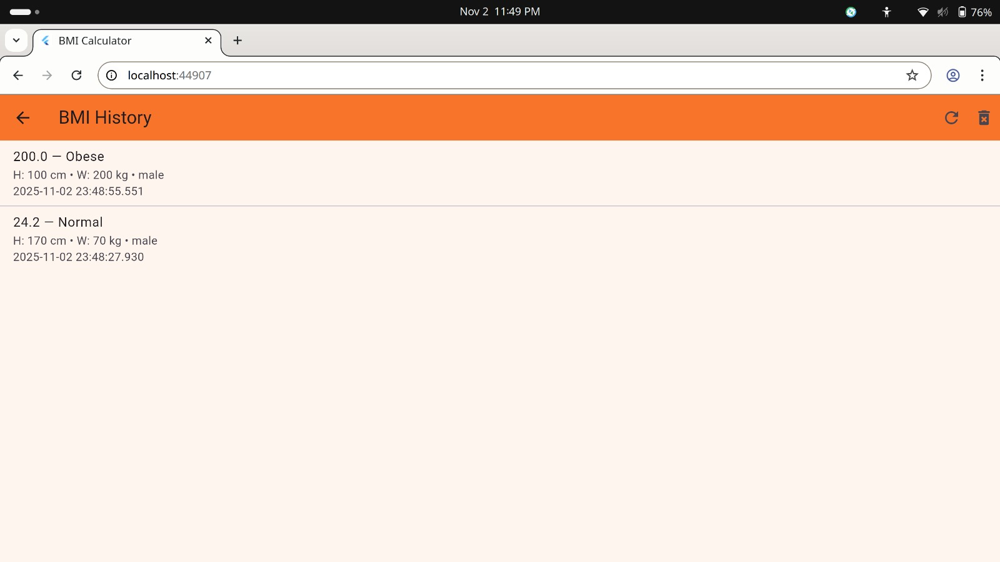 Nov 2 11:49 PM
76%
BMI Calculator
localhost:44907
BMI History
200.0 — Obese
H: 100 cm • W: 200 kg • male
2025-11-02 23:48:55.551
24.2 — Normal
H: 170 cm • W: 70 kg • male
2025-11-02 23:48:27.930